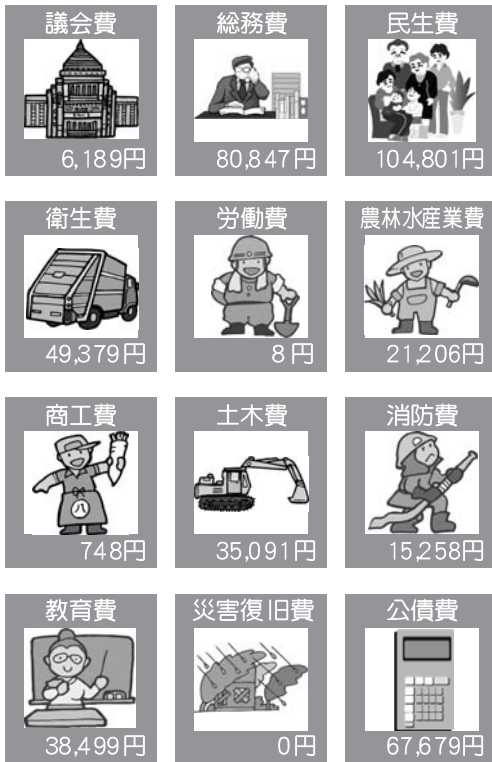 議会費
6,189円
総務費
80,847円
民生費
104,801円
衛生費
49,379円
労働費
8円
農林水産業費
21,206円
商工費
八
748円
土木費
35,091円
消防費
15,258円
教育費
38,499円
災害復旧費
0円
公債費
67,679円